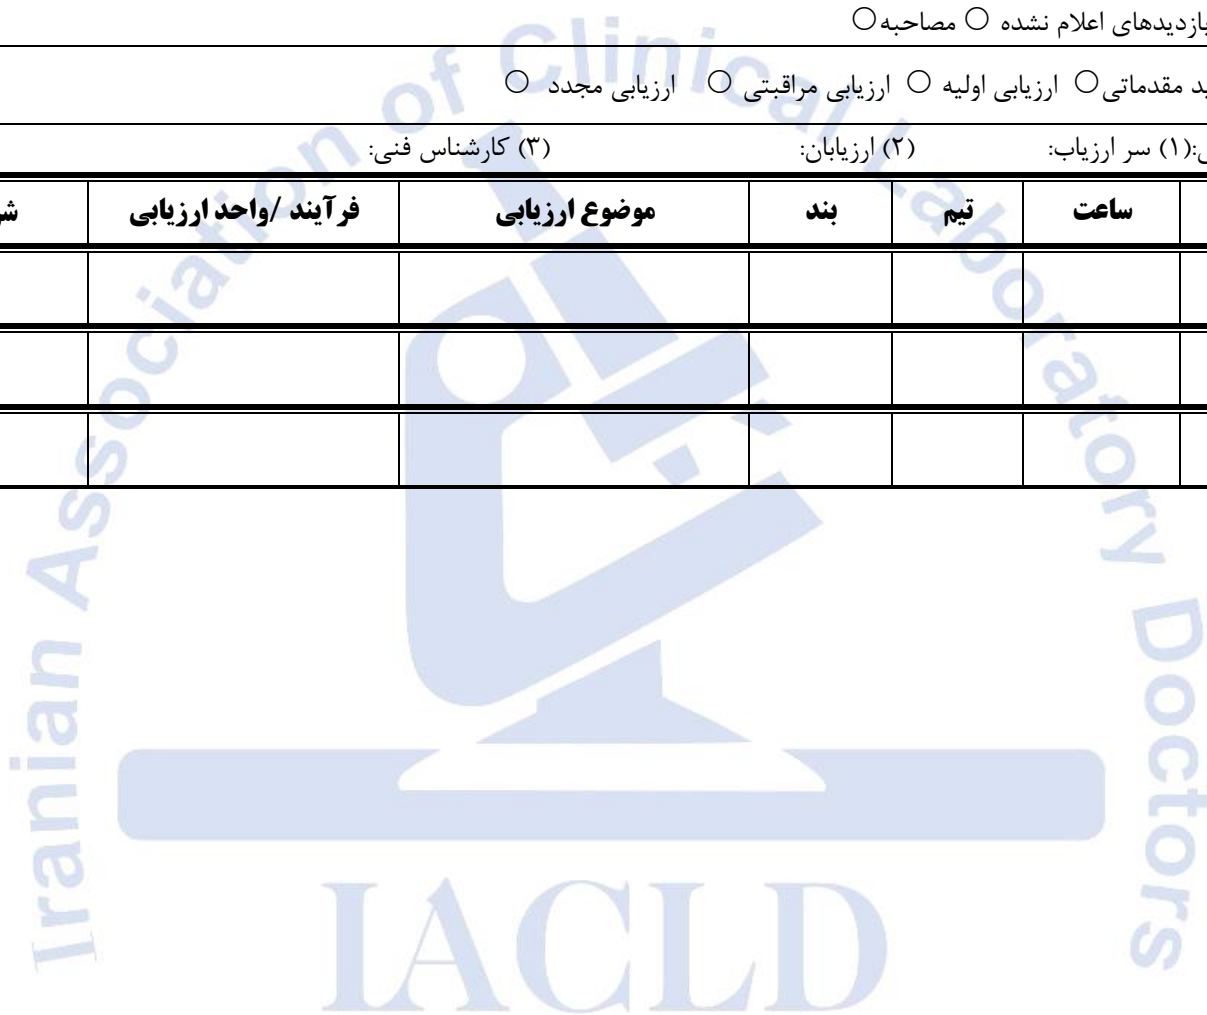 بازدیدهای اعلام نشده ○ مصاحبه○
مقدماتی○ ارزیابی اولیه ○ ارزیابی مراقبتی ○ ارزیابی مجدد ○
(۱) سر ارزیاب: (۲) ارزیابان: (۳) کارشناس فنی:
ساعت تیم بند موضوع ارزیابی فرآیند /واحد ارزیابی
Iranian Association of Clinical Laboratory Doctors
IACLD